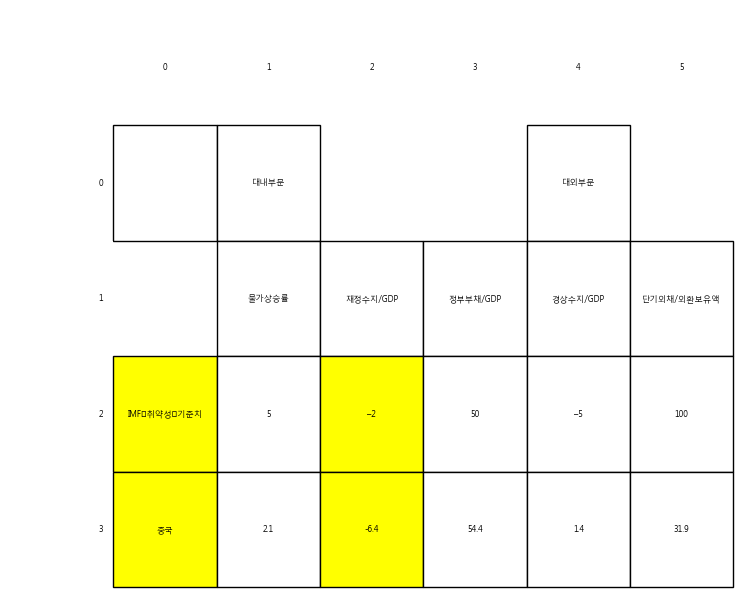 0 1 2 3 4 5
0 대내부문 대외부문
1 물가상승률 재정수지/GDP 정부부채/GDP 경상수지/GDP 단기외채/외환보유액
2 IMF▯취약성▯기준치 5 −2 50 −5 100
3 중국 2.1 -6.4 54.4 1.4 31.9